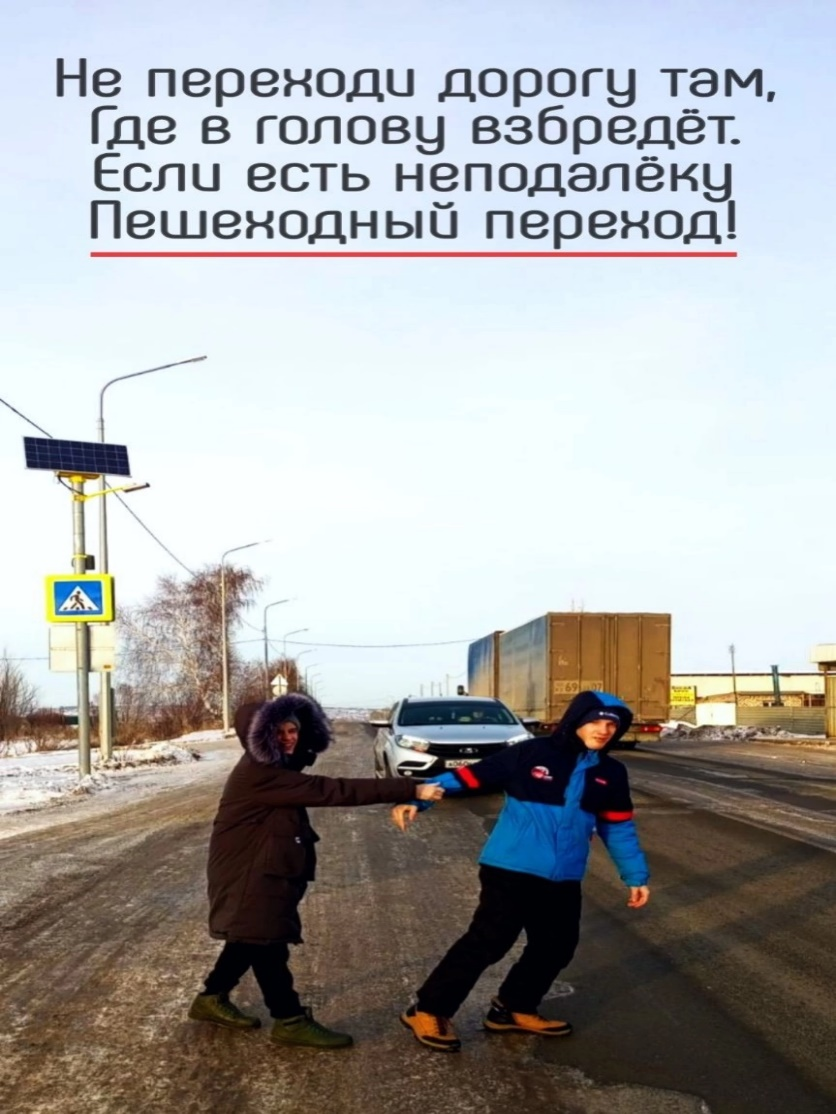 Не переходи дорогу там,
Где в голову взбредёт.
Если есть неподалёку
Пешеходный переход!